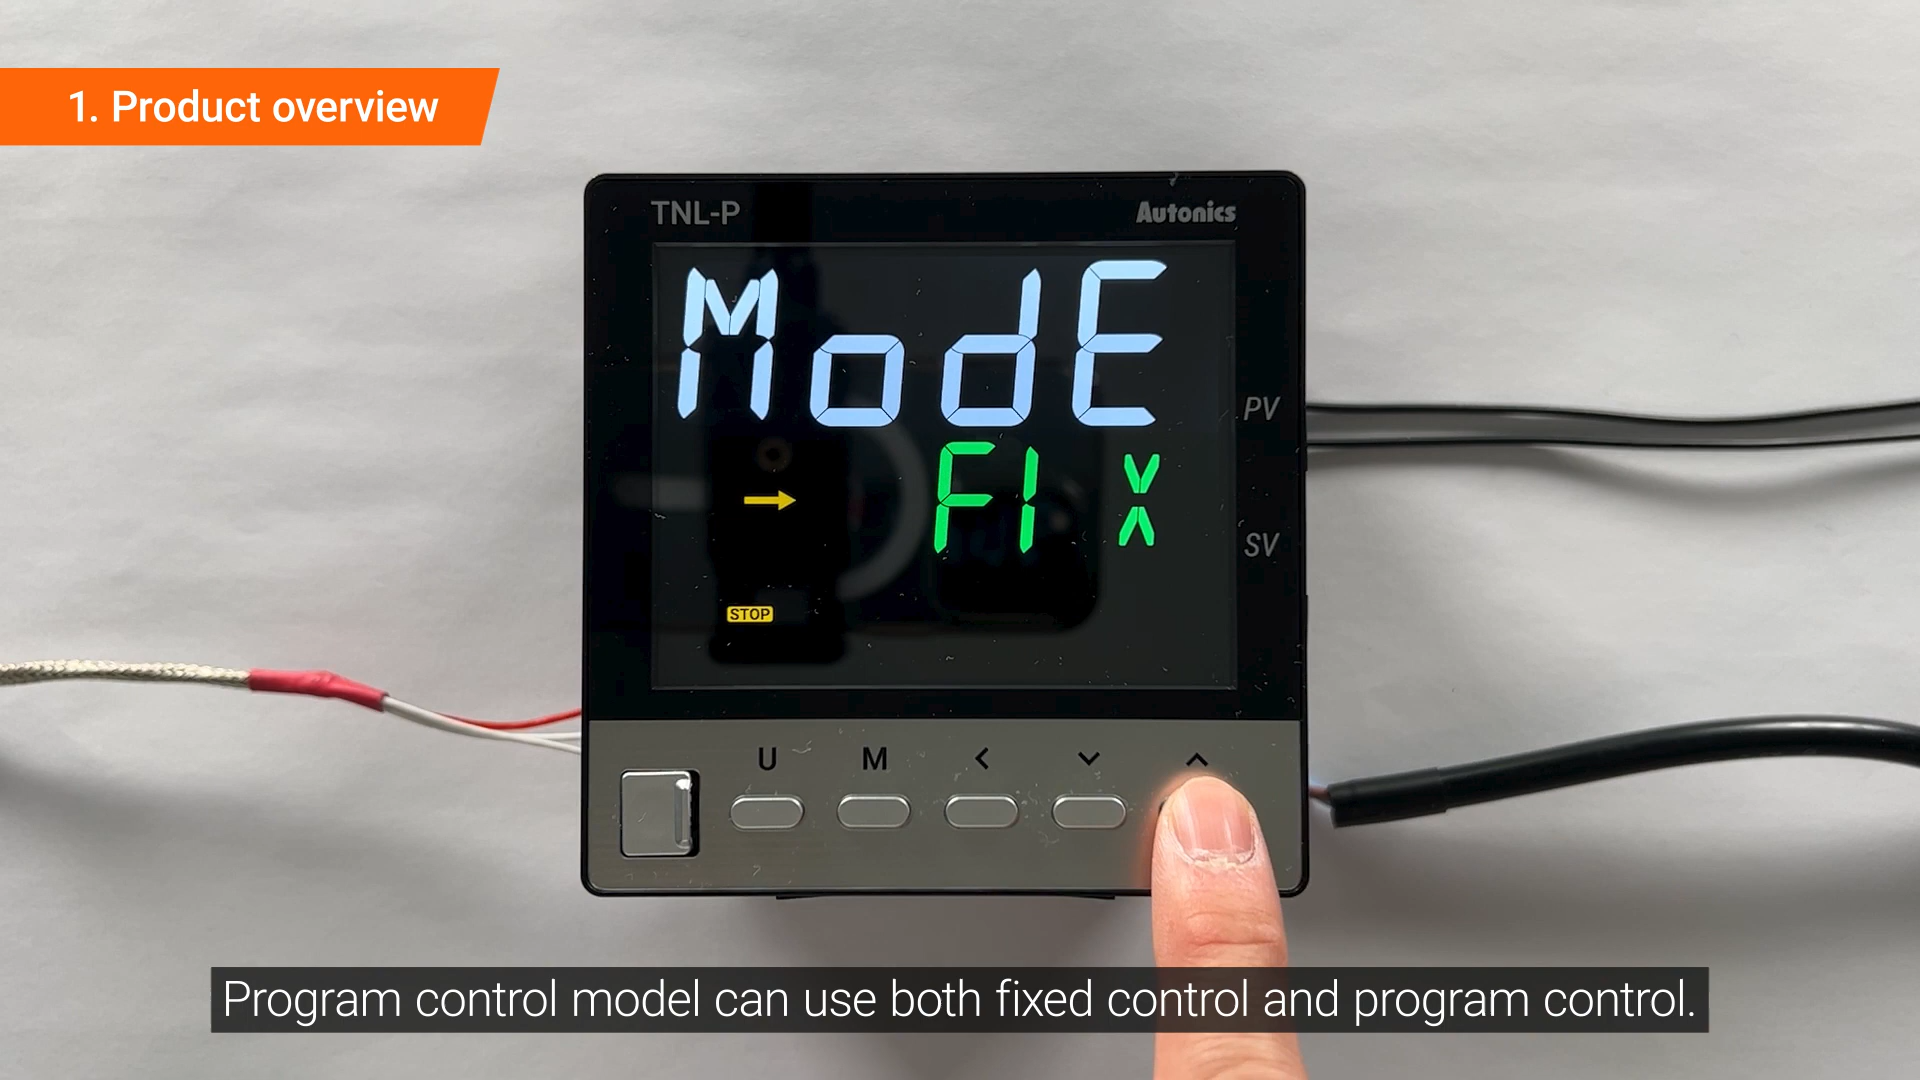 1. Product overview
TNL-P
Autonics
ModE
PV
FI X
SV
STOP
U M
Program control model can use both fixed control and program control.